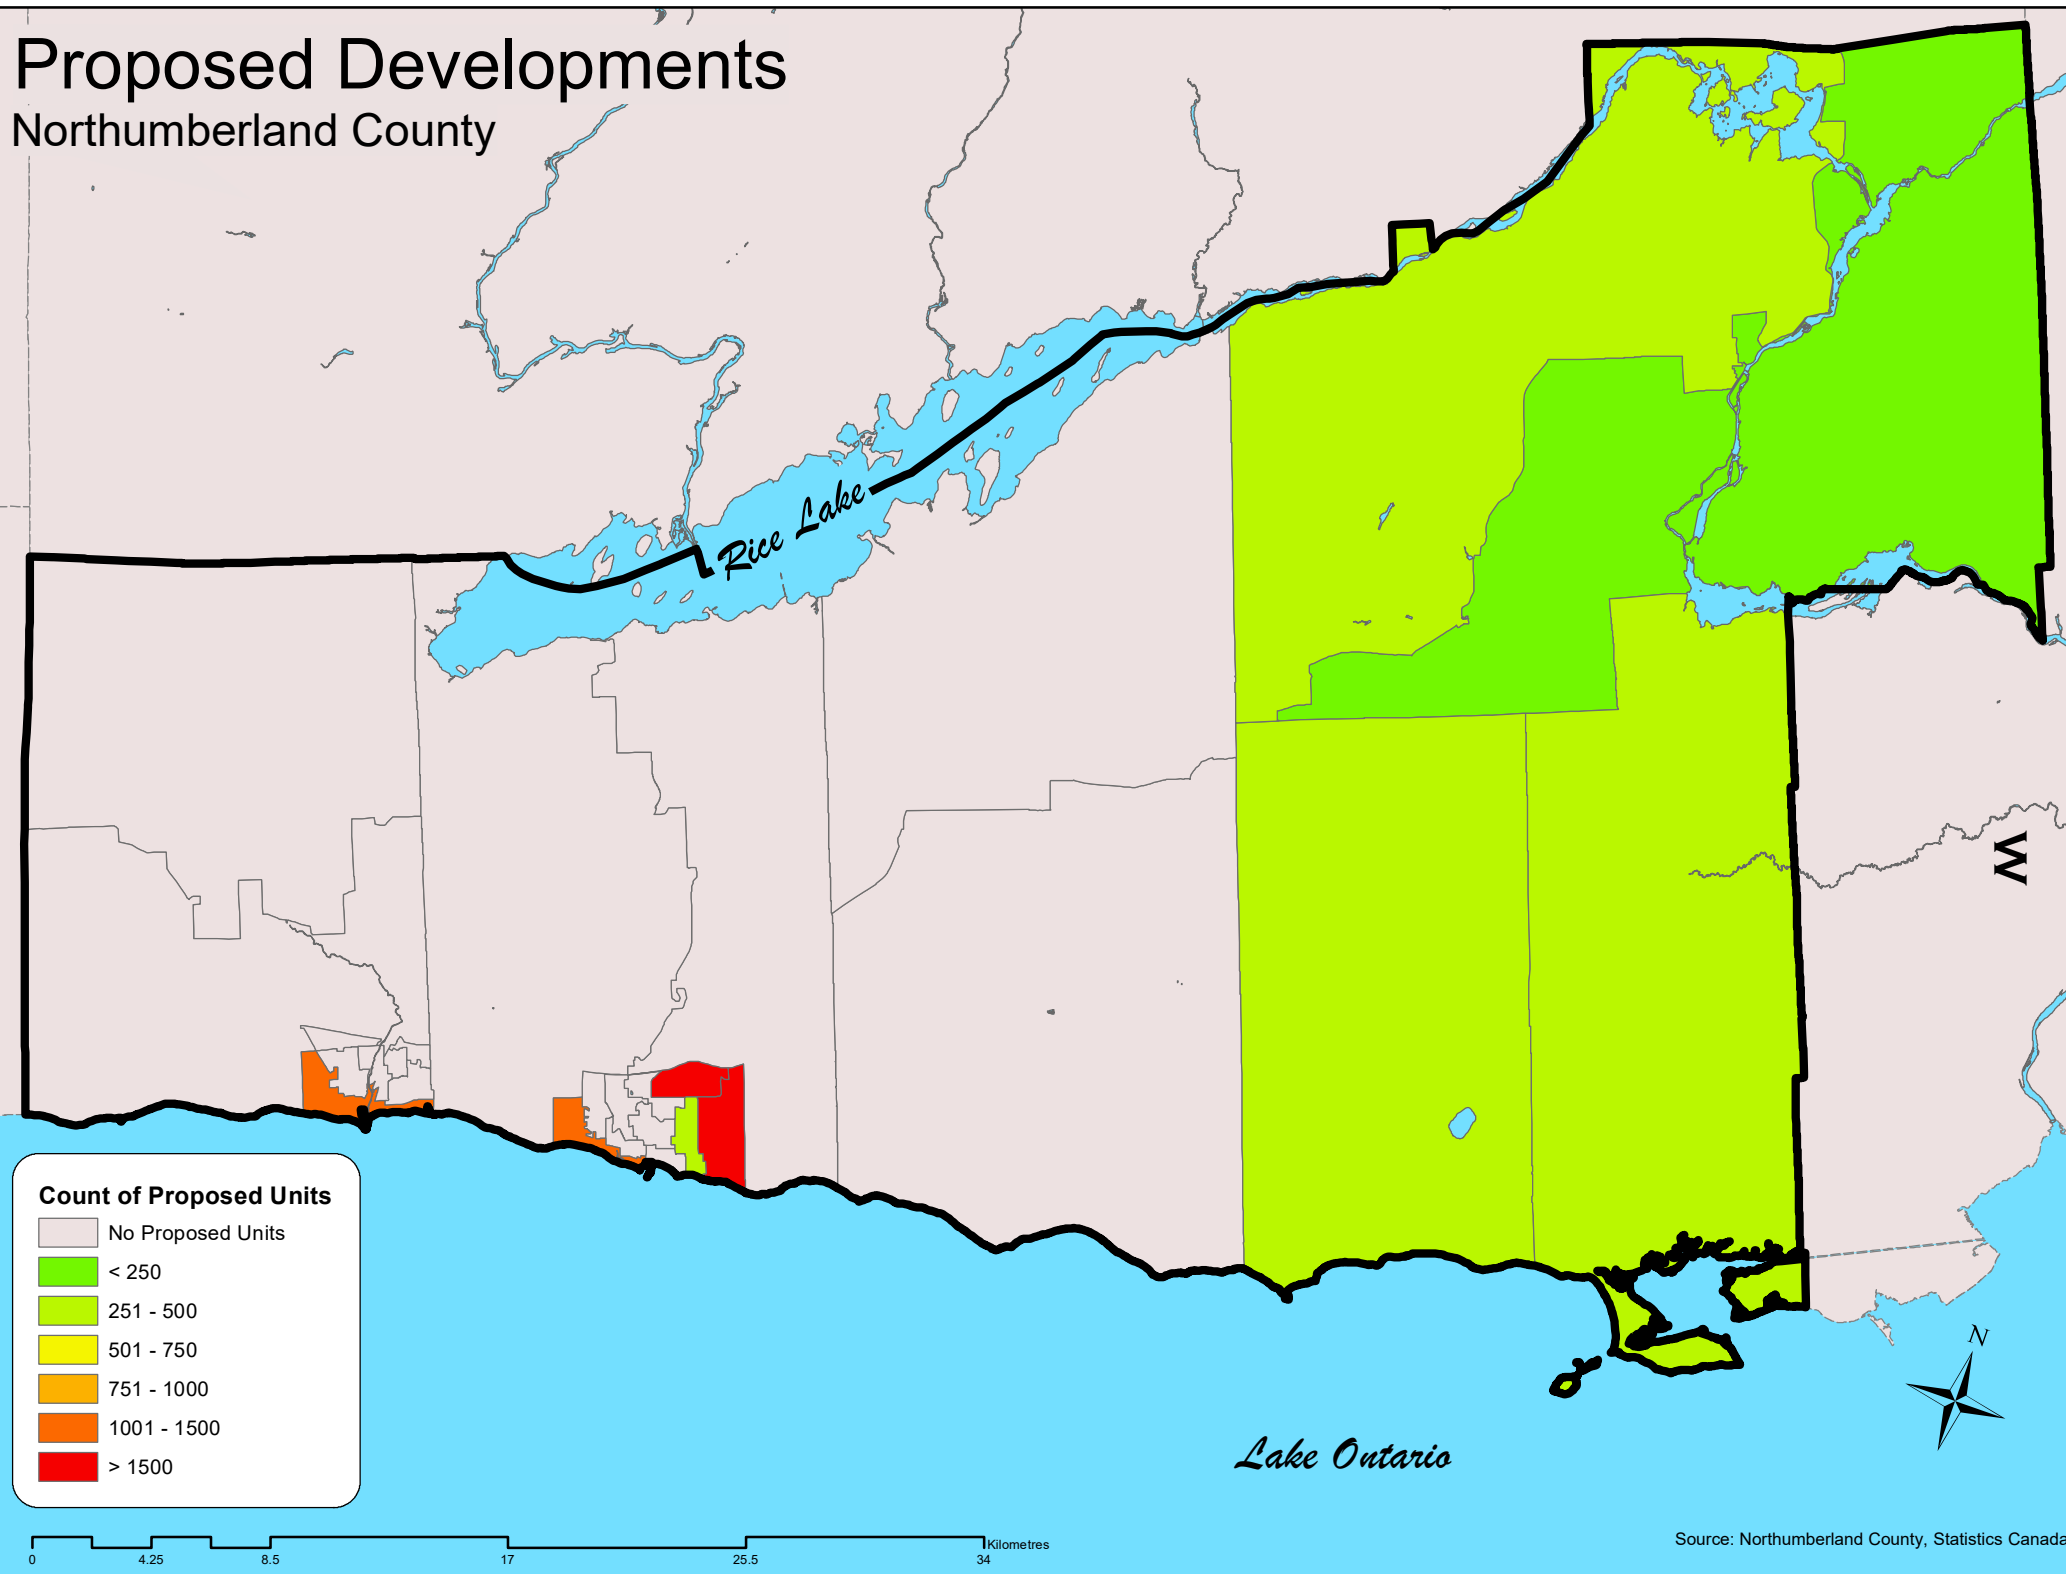 Proposed Developments
Northumberland County
Rice Lake
W
Count of Proposed Units
No Proposed Units
< 250
251 - 500
501 - 750
751 - 1000
1001 - 1500
> 1500
N
Lake Ontario
0 4.25 8.5 17 25.5 34 Kilometres
Source: Northumberland County, Statistics Canada